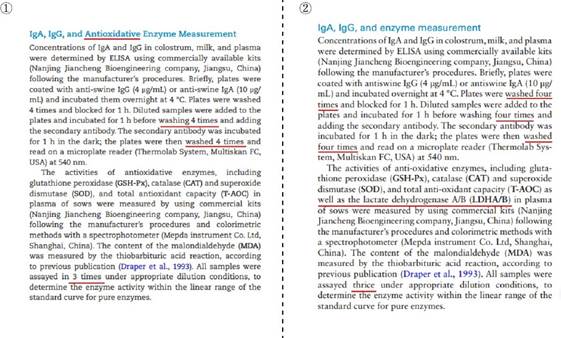 ①
IgA, IgG, and Antioxidative Enzyme Measurement
Concentrations of IgA and IgG in colostrum, milk, and plasma
were determined by ELISA using commercially available kits
(Nanjing Jiancheng Bioengineering company, Jiangsu, China)
following the manufacturer's procedures. Briefly, plates were
coated with anti-swine IgG (4 µg/mL) or anti-swine IgA (10 µg/
mL) and incubated them overnight at 4 °C. Plates were washed
4 times and blocked for 1 h. Diluted samples were added to the
plates and incubated for 1 h before washing 4 times and adding
the secondary antibody. The secondary antibody was incubated
for 1 h in the dark; the plates were then washed 4 times and
read on a microplate reader (Thermolab System, Multiskan FC,
USA) at 540 nm.
The activities of antioxidative enzymes, including
glutathione peroxidase (GSH-Px), catalase (CAT) and superoxide
dismutase (SOD), and total antioxidant capacity (T-AOC) in
plasma of sows were measured by using commercial kits
(Nanjing Jiancheng Bioengineering company, Jiangsu, China)
following the manufacturer's procedures and colorimetric
methods with a spectrophotometer (Mepda instrument Co. Ltd,
Shanghai, China). The content of the malondialdehyde (MDA)
was measured by the thiobarbituric acid reaction, according
to previous publication (Draper et al., 1993). All samples were
assayed in 3 times under appropriate dilution conditions, to
determine the enzyme activity within the linear range of the
standard curve for pure enzymes.
②
IgA, IgG, and enzyme measurement
Concentrations of IgA and IgG in colostrum, milk, and plasma
were determined by ELISA using commercially available kits
(Nanjing Jiancheng Bioengineering company, Jiangsu, China)
following the manufacturer's procedures. Briefly, plates were
coated with antiswine IgG (4 µg/mL) or antiswine IgA (10 µg/
mL) and incubated overnight at 4 °C. Plates were washed four
times and blocked for 1 h. Diluted samples were added to the
plates and incubated for 1 h before washing four times and
adding the secondary antibody. The secondary antibody was
incubated for 1 h in the dark; the plates were then washed
four times and read on a microplate reader (Thermolab Sys-
tem, Multiskan FC, USA) at 540 nm.
The activities of anti-oxidative enzymes, including gluta-
thione peroxidase (GSH-Px), catalase (CAT) and superoxide
dismutase (SOD), and total anti-oxidant capacity (T-AOC) as
well as the lactate dehydrogenase A/B (LDHA/B) in plasma
of sows were measured by using commercial kits (Nanjing
Jiancheng Bioengineering company, Jiangsu, China) following
the manufacturer's procedures and colorimetric methods with
a spectrophotometer (Mepda instrument Co. Ltd, Shanghai,
China). The content of the malondialdehyde (MDA) was
measured by the thiobarbituric acid reaction, according to
previous publication (Draper et al., 1993). All samples were
assayed thrice under appropriate dilution conditions, to
determine the enzyme activity within the linear range of the
standard curve for pure enzymes.